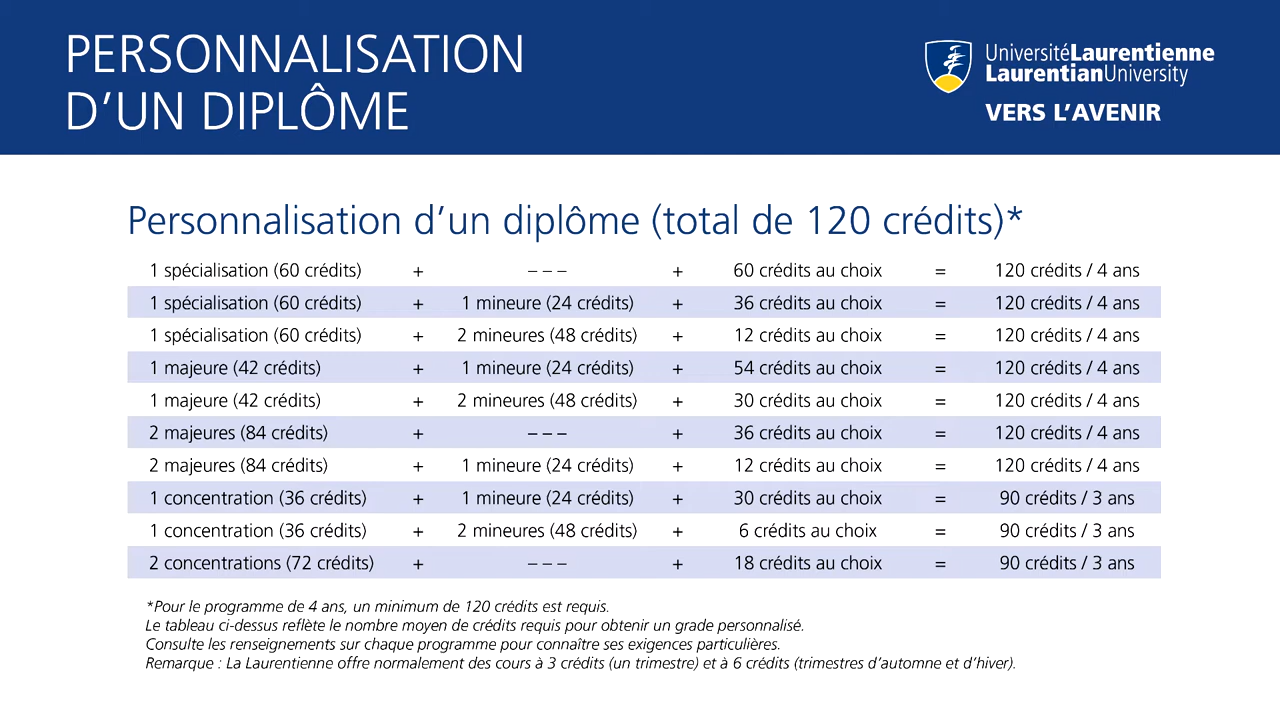 PERSONNALISATION
D’UN DIPLÔME
UniversitéLaurentienne
LaurentianUniversity
VERS L’AVENIR
Personnalisation d’un diplôme (total de 120 crédits)*
1 spécialisation (60 crédits) + – – – + 60 crédits au choix = 120 crédits / 4 ans
1 spécialisation (60 crédits) + 1 mineure (24 crédits) + 36 crédits au choix = 120 crédits / 4 ans
1 spécialisation (60 crédits) + 2 mineures (48 crédits) + 12 crédits au choix = 120 crédits / 4 ans
1 majeure (42 crédits) + 1 mineure (24 crédits) + 54 crédits au choix = 120 crédits / 4 ans
1 majeure (42 crédits) + 2 mineures (48 crédits) + 30 crédits au choix = 120 crédits / 4 ans
2 majeures (84 crédits) + – – – + 36 crédits au choix = 120 crédits / 4 ans
2 majeures (84 crédits) + 1 mineure (24 crédits) + 12 crédits au choix = 120 crédits / 4 ans
1 concentration (36 crédits) + 1 mineure (24 crédits) + 30 crédits au choix = 90 crédits / 3 ans
1 concentration (36 crédits) + 2 mineures (48 crédits) + 6 crédits au choix = 90 crédits / 3 ans
2 concentrations (72 crédits) + – – – + 18 crédits au choix = 90 crédits / 3 ans
*Pour le programme de 4 ans, un minimum de 120 crédits est requis.
Le tableau ci-dessus reflète le nombre moyen de crédits requis pour obtenir un grade personnalisé.
Consulte les renseignements sur chaque programme pour connaître ses exigences particulières.
Remarque : La Laurentienne offre normalement des cours à 3 crédits (un trimestre) et à 6 crédits (trimestres d’automne et d’hiver).